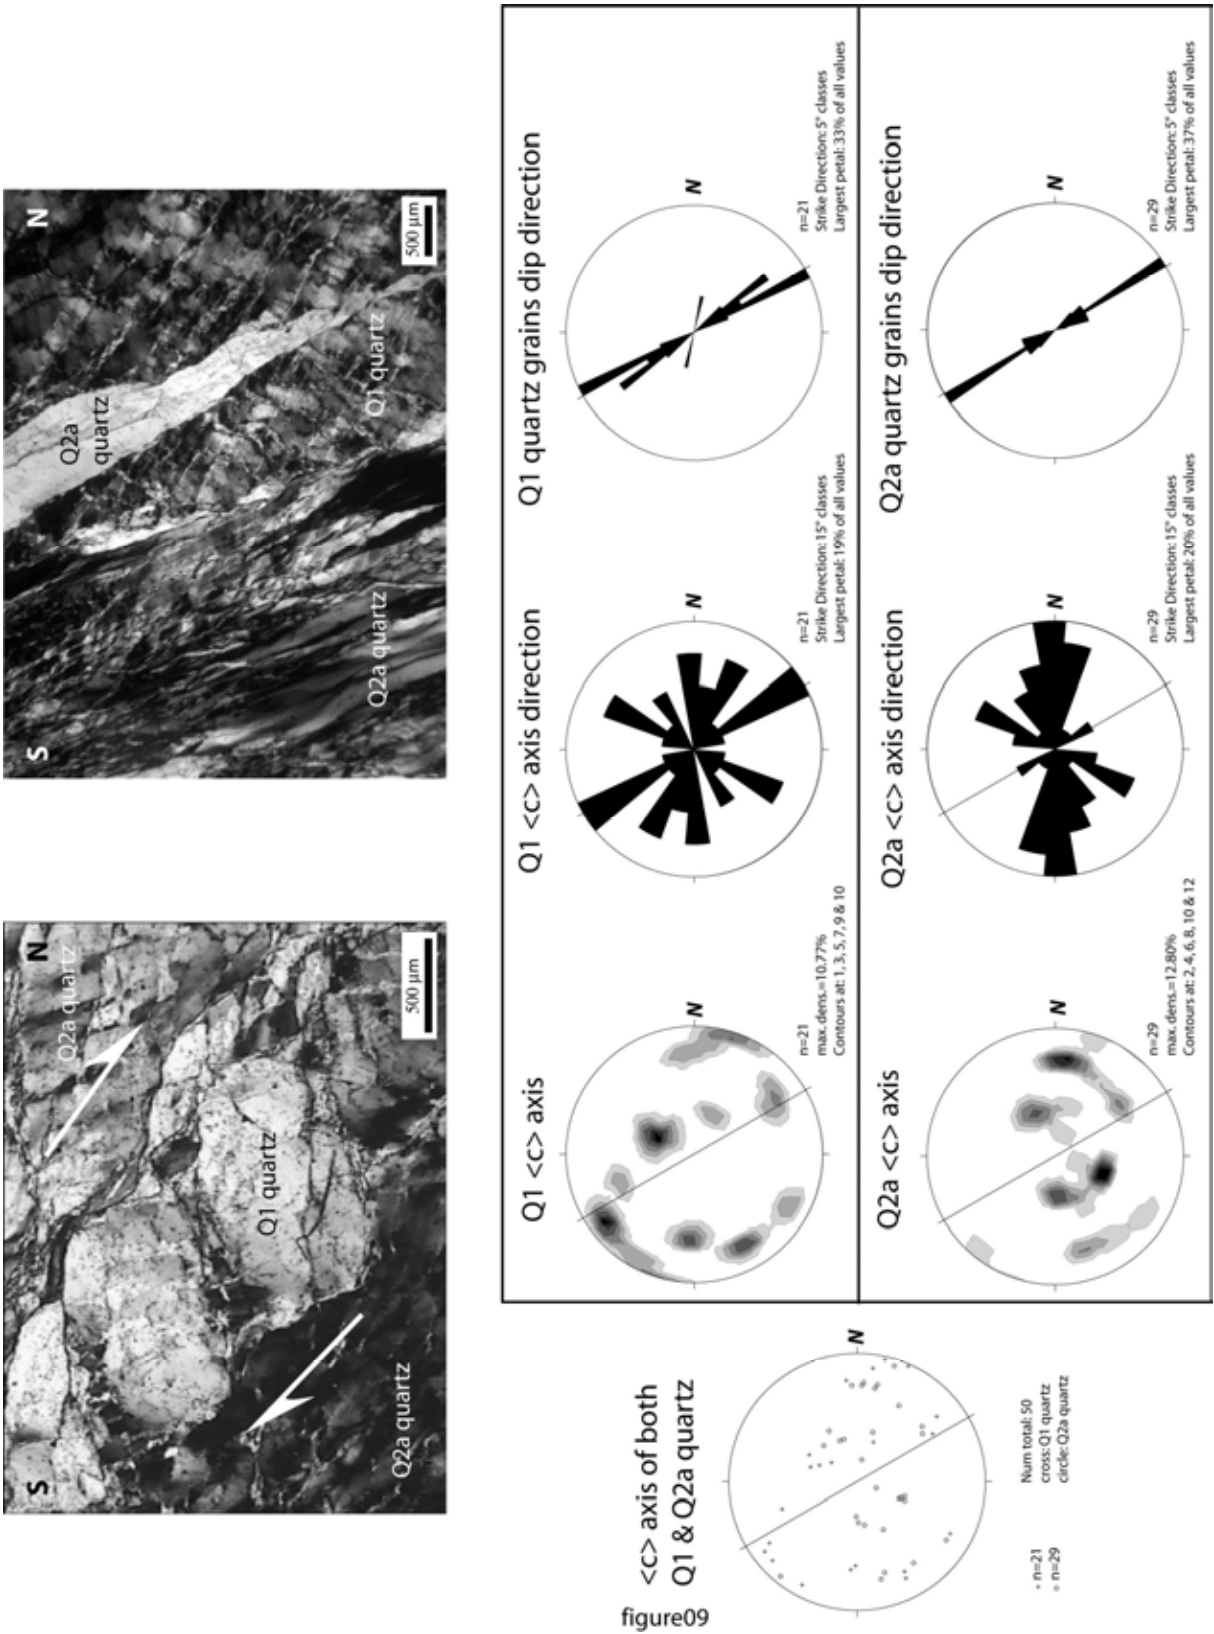 S
N
Q2a quartz
Q1 quartz
Q2a quartz
500 µm
S
N
Q2a
quartz
Q2a quartz
Q1 quartz
500 µm
<c> axis of both
Q1 & Q2a quartz
N
+ n=21
○ n=29
Num total: 50
cross: Q1 quartz
circle: Q2a quartz
figure09
Q1 <c> axis
N
n=21
max. dens.=10.77%
Contours at: 1, 3, 5, 7, 9 & 10
Q1 <c> axis direction
N
n=21
Strike Direction: 15° classes
Largest petal: 19% of all values
Q1 quartz grains dip direction
N
n=21
Strike Direction: 5° classes
Largest petal: 33% of all values
Q2a <c> axis
N
n=29
max. dens.=12.80%
Contours at: 2, 4, 6, 8, 10 & 12
Q2a <c> axis direction
N
n=29
Strike Direction: 15° classes
Largest petal: 20% of all values
Q2a quartz grains dip direction
N
n=29
Strike Direction: 5° classes
Largest petal: 37% of all values